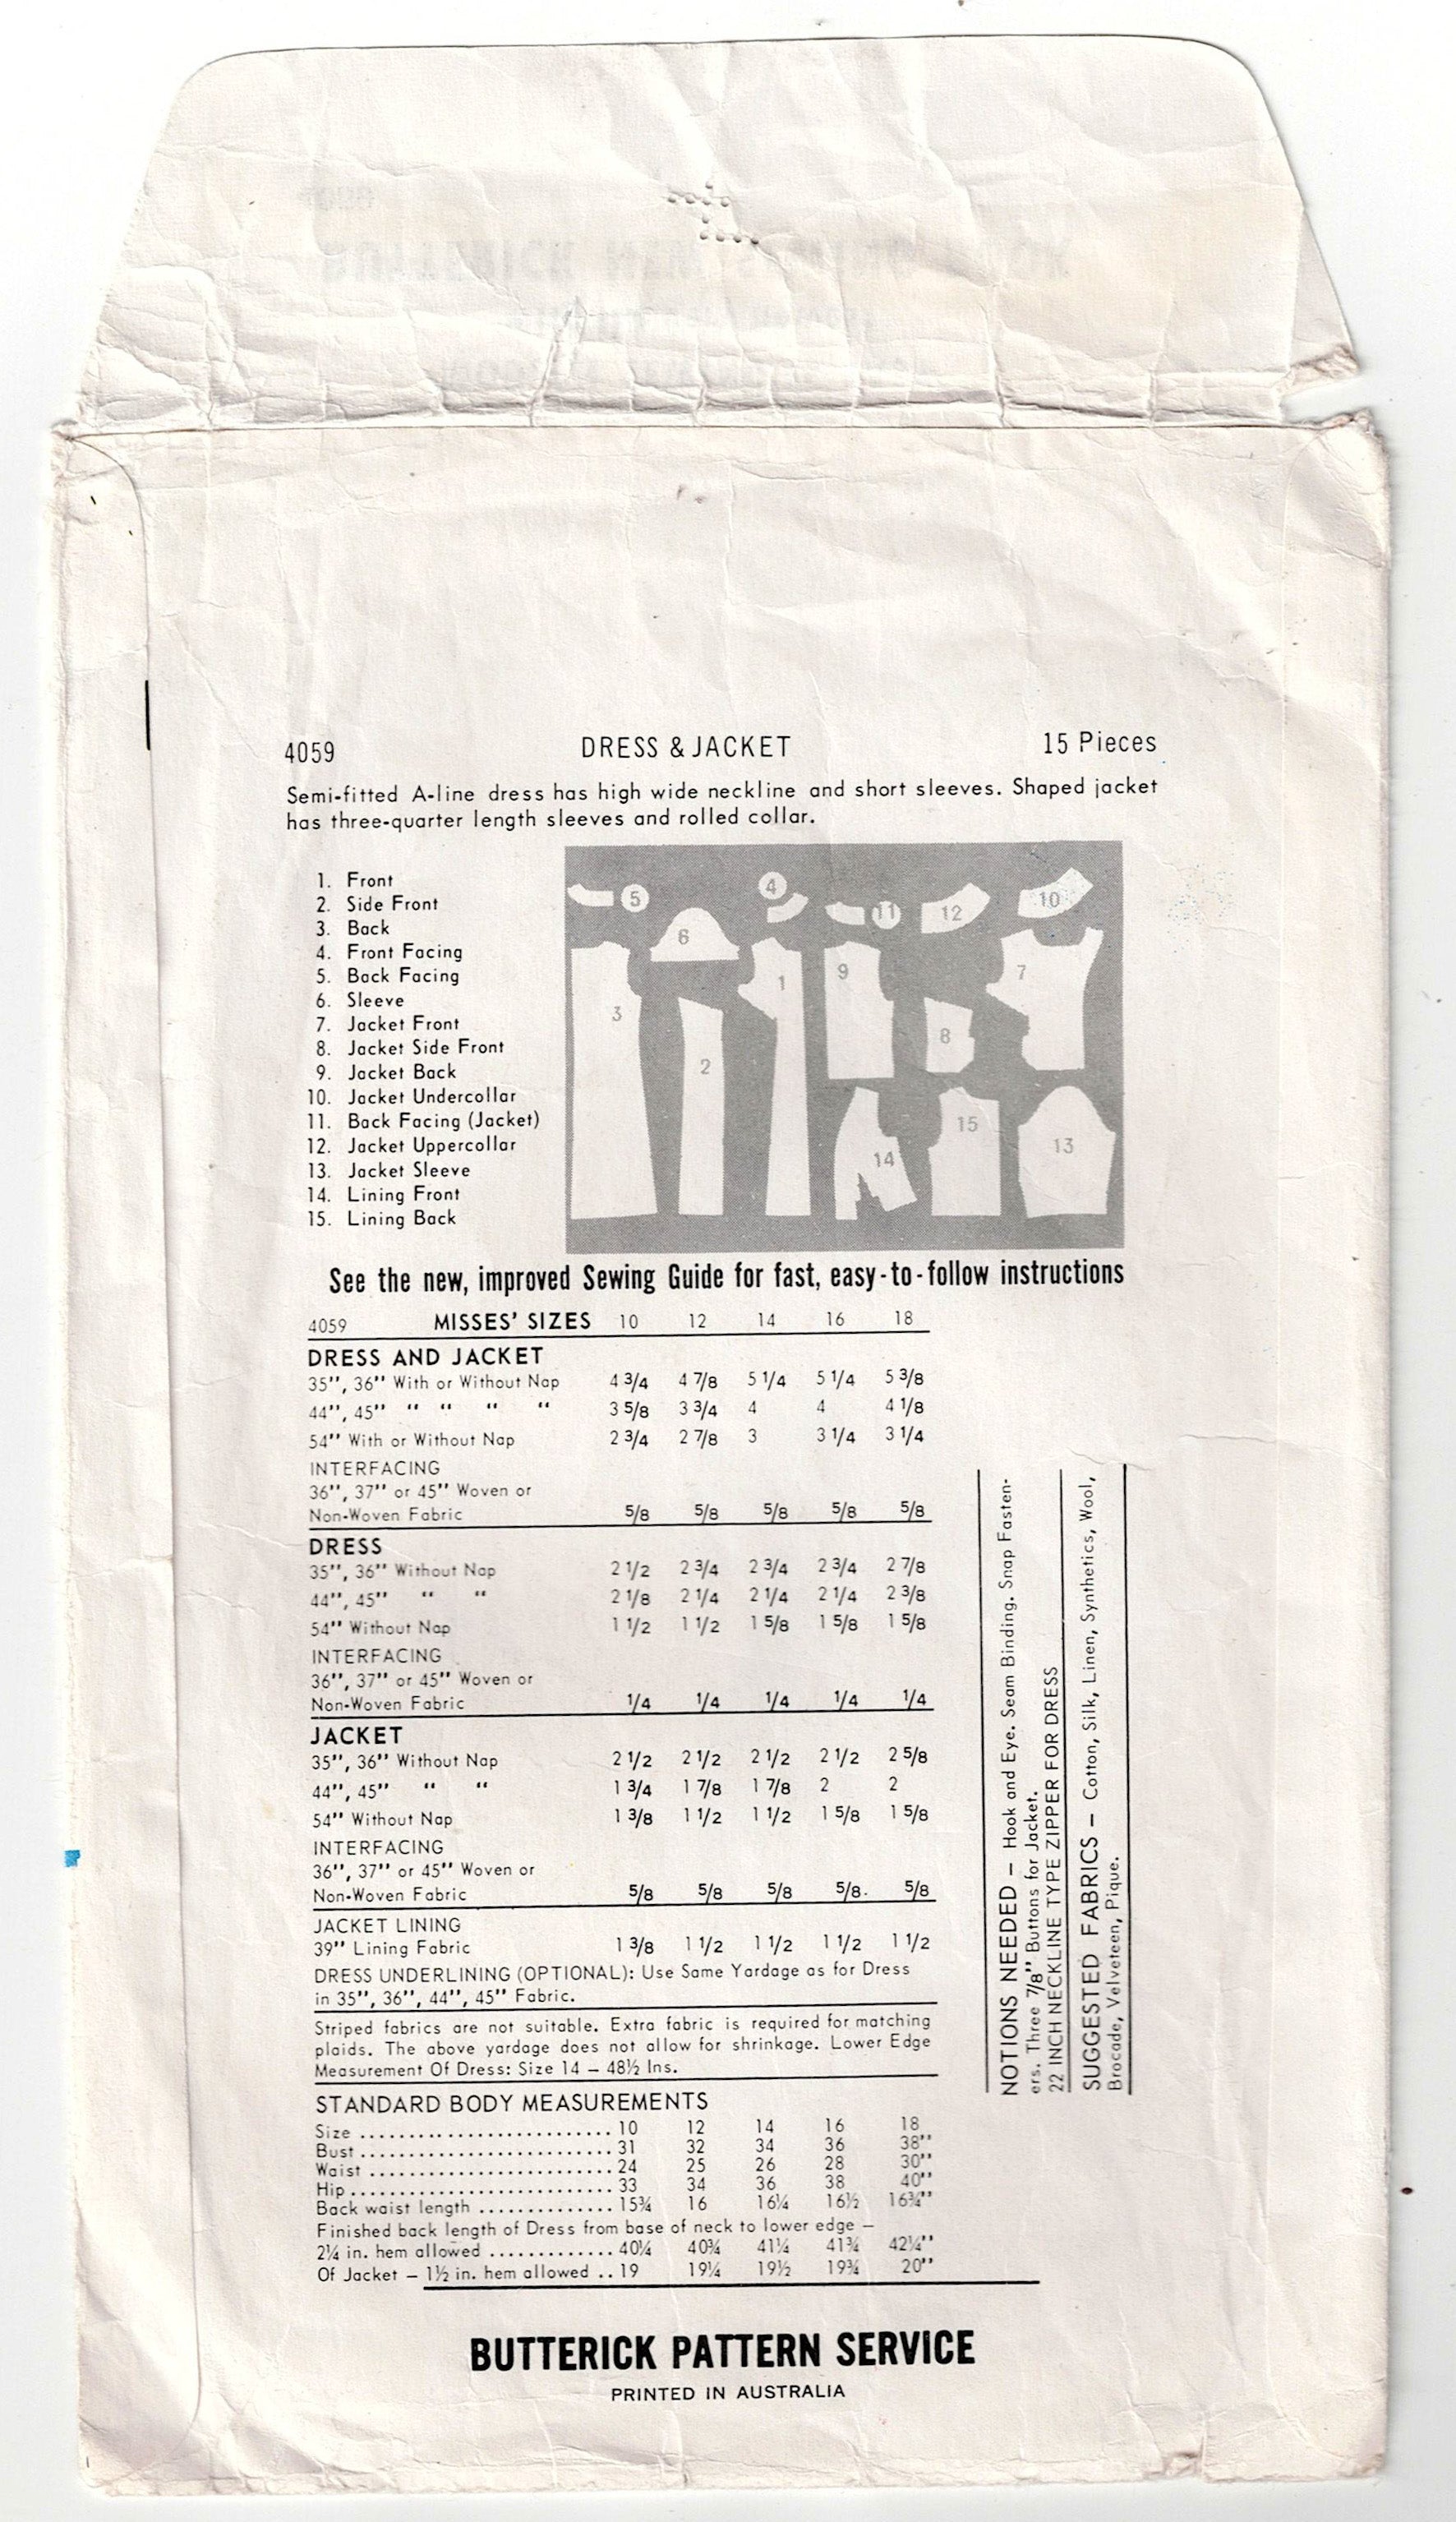 4059 DRESS & JACKET 15 Pieces
Semi-fitted A-line dress has high wide neckline and short sleeves. Shaped jacket
has three-quarter length sleeves and rolled collar.
1. Front
2. Side Front
3. Back
4. Front Facing
5. Back Facing
6. Sleeve
7. Jacket Front
8. Jacket Side Front
9. Jacket Back
10. Jacket Undercollar
11. Back Facing (Jacket)
12. Jacket Uppercollar
13. Jacket Sleeve
14. Lining Front
15. Lining Back
5 4 11 12 10
6 3 1 9 7
2 8
14 15 13
See the new, improved Sewing Guide for fast, easy-to-follow instructions
4059 MISSES' SIZES 10 12 14 16 18
DRESS AND JACKET
35", 36" With or Without Nap 4 3/4 4 7/8 5 1/4 5 1/4 5 3/8
44", 45" " " " " 3 5/8 3 3/4 4 4 4 1/8
54" With or Without Nap 2 3/4 2 7/8 3 3 1/4 3 1/4
INTERFACING
36", 37" or 45" Woven or
Non-Woven Fabric 5/8 5/8 5/8 5/8 5/8
DRESS
35", 36" Without Nap 2 1/2 2 3/4 2 3/4 2 3/4 2 7/8
44", 45" " " 2 1/8 2 1/4 2 1/4 2 1/4 2 3/8
54" Without Nap 1 1/2 1 1/2 1 5/8 1 5/8 1 5/8
INTERFACING
36", 37" or 45" Woven or
Non-Woven Fabric 1/4 1/4 1/4 1/4 1/4
JACKET
35", 36" Without Nap 2 1/2 2 1/2 2 1/2 2 1/2 2 5/8
44", 45" " " 1 3/4 1 7/8 1 7/8 2 2
54" Without Nap 1 3/8 1 1/2 1 1/2 1 5/8 1 5/8
INTERFACING
36", 37" or 45" Woven or
Non-Woven Fabric 5/8 5/8 5/8 5/8. 5/8
JACKET LINING
39" Lining Fabric 1 3/8 1 1/2 1 1/2 1 1/2 1 1/2
DRESS UNDERLINING (OPTIONAL): Use Same Yardage as for Dress
in 35", 36", 44", 45" Fabric.
Striped fabrics are not suitable. Extra fabric is required for matching
plaids. The above yardage does not allow for shrinkage. Lower Edge
Measurement Of Dress: Size 14 – 48½ Ins.
STANDARD BODY MEASUREMENTS
Size .......................... 10 12 14 16 18
Bust .......................... 31 32 34 36 38"
Waist ......................... 24 25 26 28 30"
Hip ........................... 33 34 36 38 40"
Back waist length .............. 15¾ 16 16¼ 16½ 16¾"
Finished back length of Dress from base of neck to lower edge –
2¼ in. hem allowed ............. 40¼ 40¾ 41¼ 41¾ 42¼"
Of Jacket – 1½ in. hem allowed .. 19 19¼ 19½ 19¾ 20"
NOTIONS NEEDED – Hook and Eye. Seam Binding. Snap Fasten-
ers. Three 7/8" Buttons for Jacket.
22 INCH NECKLINE TYPE ZIPPER FOR DRESS
SUGGESTED FABRICS – Cotton, Silk, Linen, Synthetics, Wool,
Brocade, Velveteen, Pique.
BUTTERICK PATTERN SERVICE
PRINTED IN AUSTRALIA